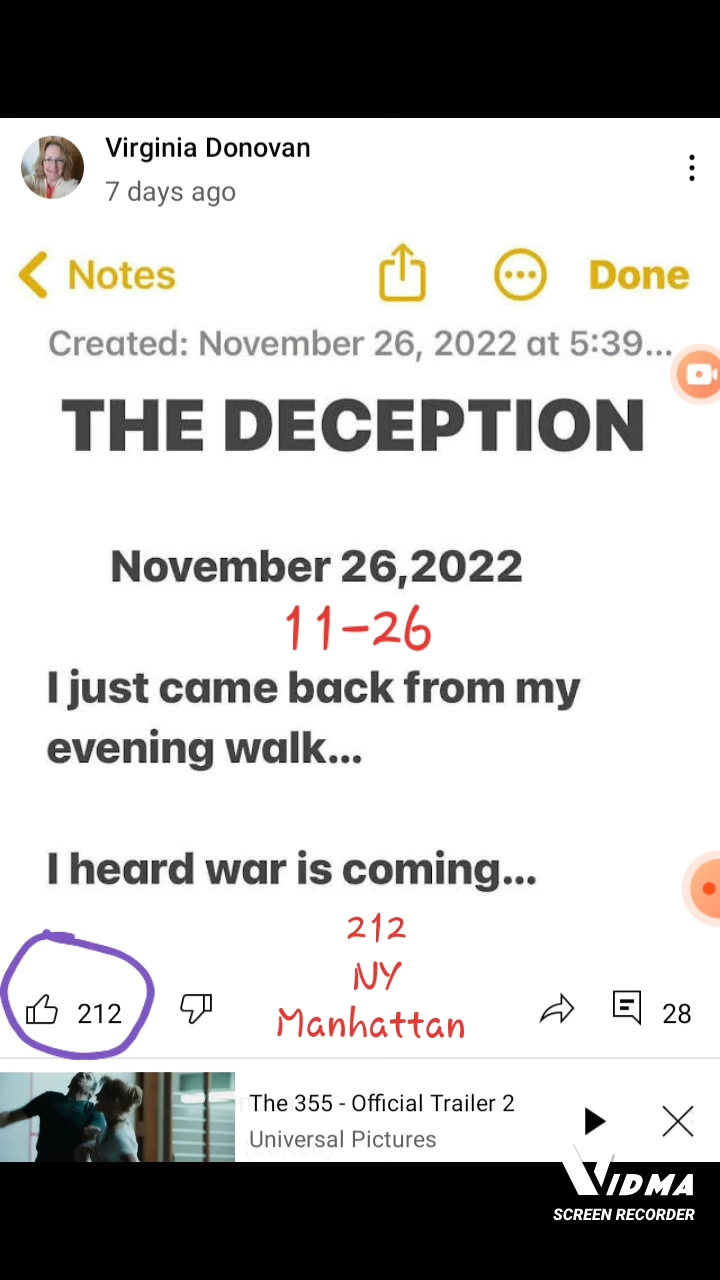 Virginia Donovan
7 days ago
Notes
Done
Created: November 26, 2022 at 5:39...
THE DECEPTION
November 26,2022
11-26
I just came back from my
evening walk...
I heard war is coming...
212
NY
Manhattan
212
28
The 355 - Official Trailer 2
Universal Pictures
VIDMA
SCREEN RECORDER